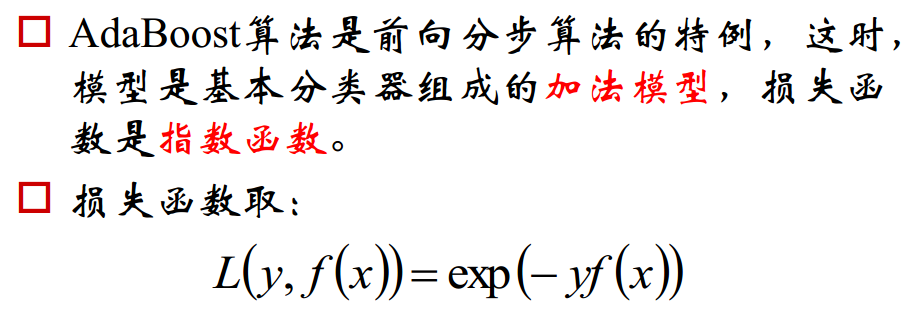 AdaBoost算法是前向分步算法的特例，这时，
模型是基本分类器组成的加法模型，损失函
数是指数函数。
损失函数取：
L(y, f(x)) = exp(− yf(x))